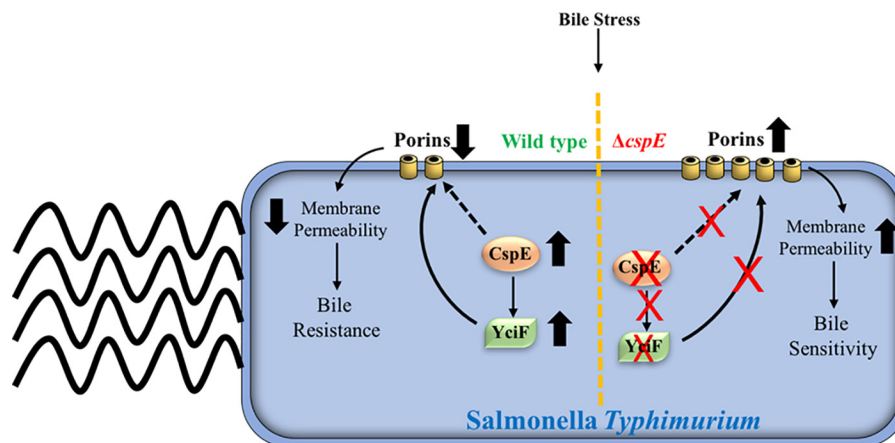 Bile Stress
Porins
Wild type
ΔcspE
Porins
Membrane
Permeability
Bile
Resistance
CspE
YciF
CspE
YciF
Membrane
Permeability
Bile
Sensitivity
Salmonella Typhimurium